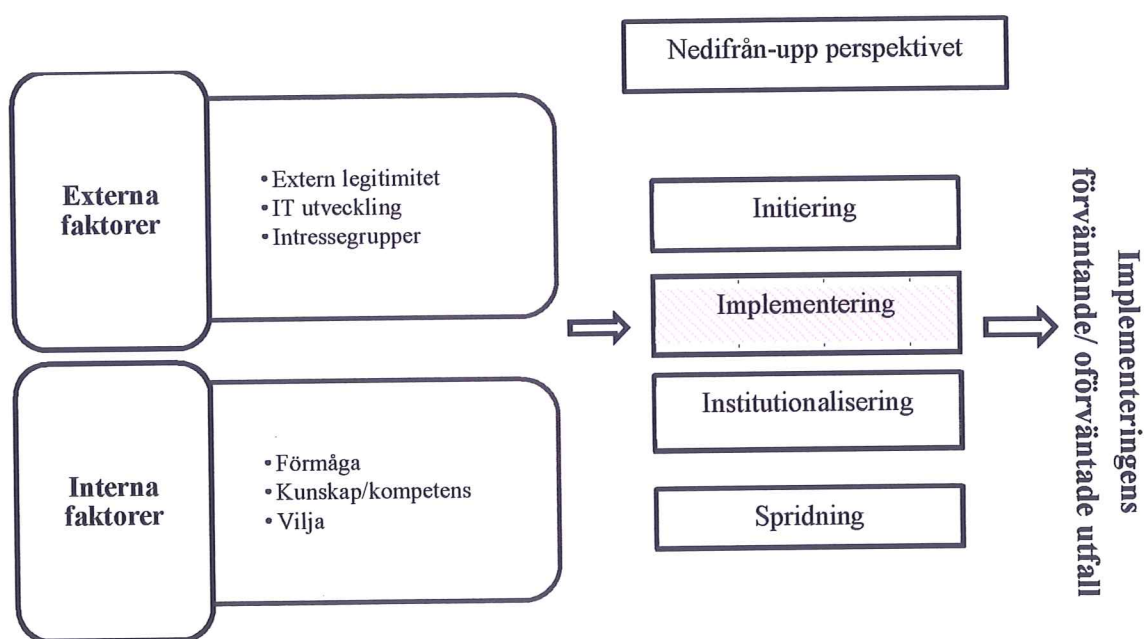 Nedifrån-upp perspektivet
Externa
faktorer
• Extern legitimitet
• IT utveckling
• Intressegrupper
Interna
faktorer
• Förmåga
• Kunskap/kompetens
• Vilja
Initiering
Implementering
Institutionalisering
Spridning
Implementeringens
förväntande/ oförväntade utfall